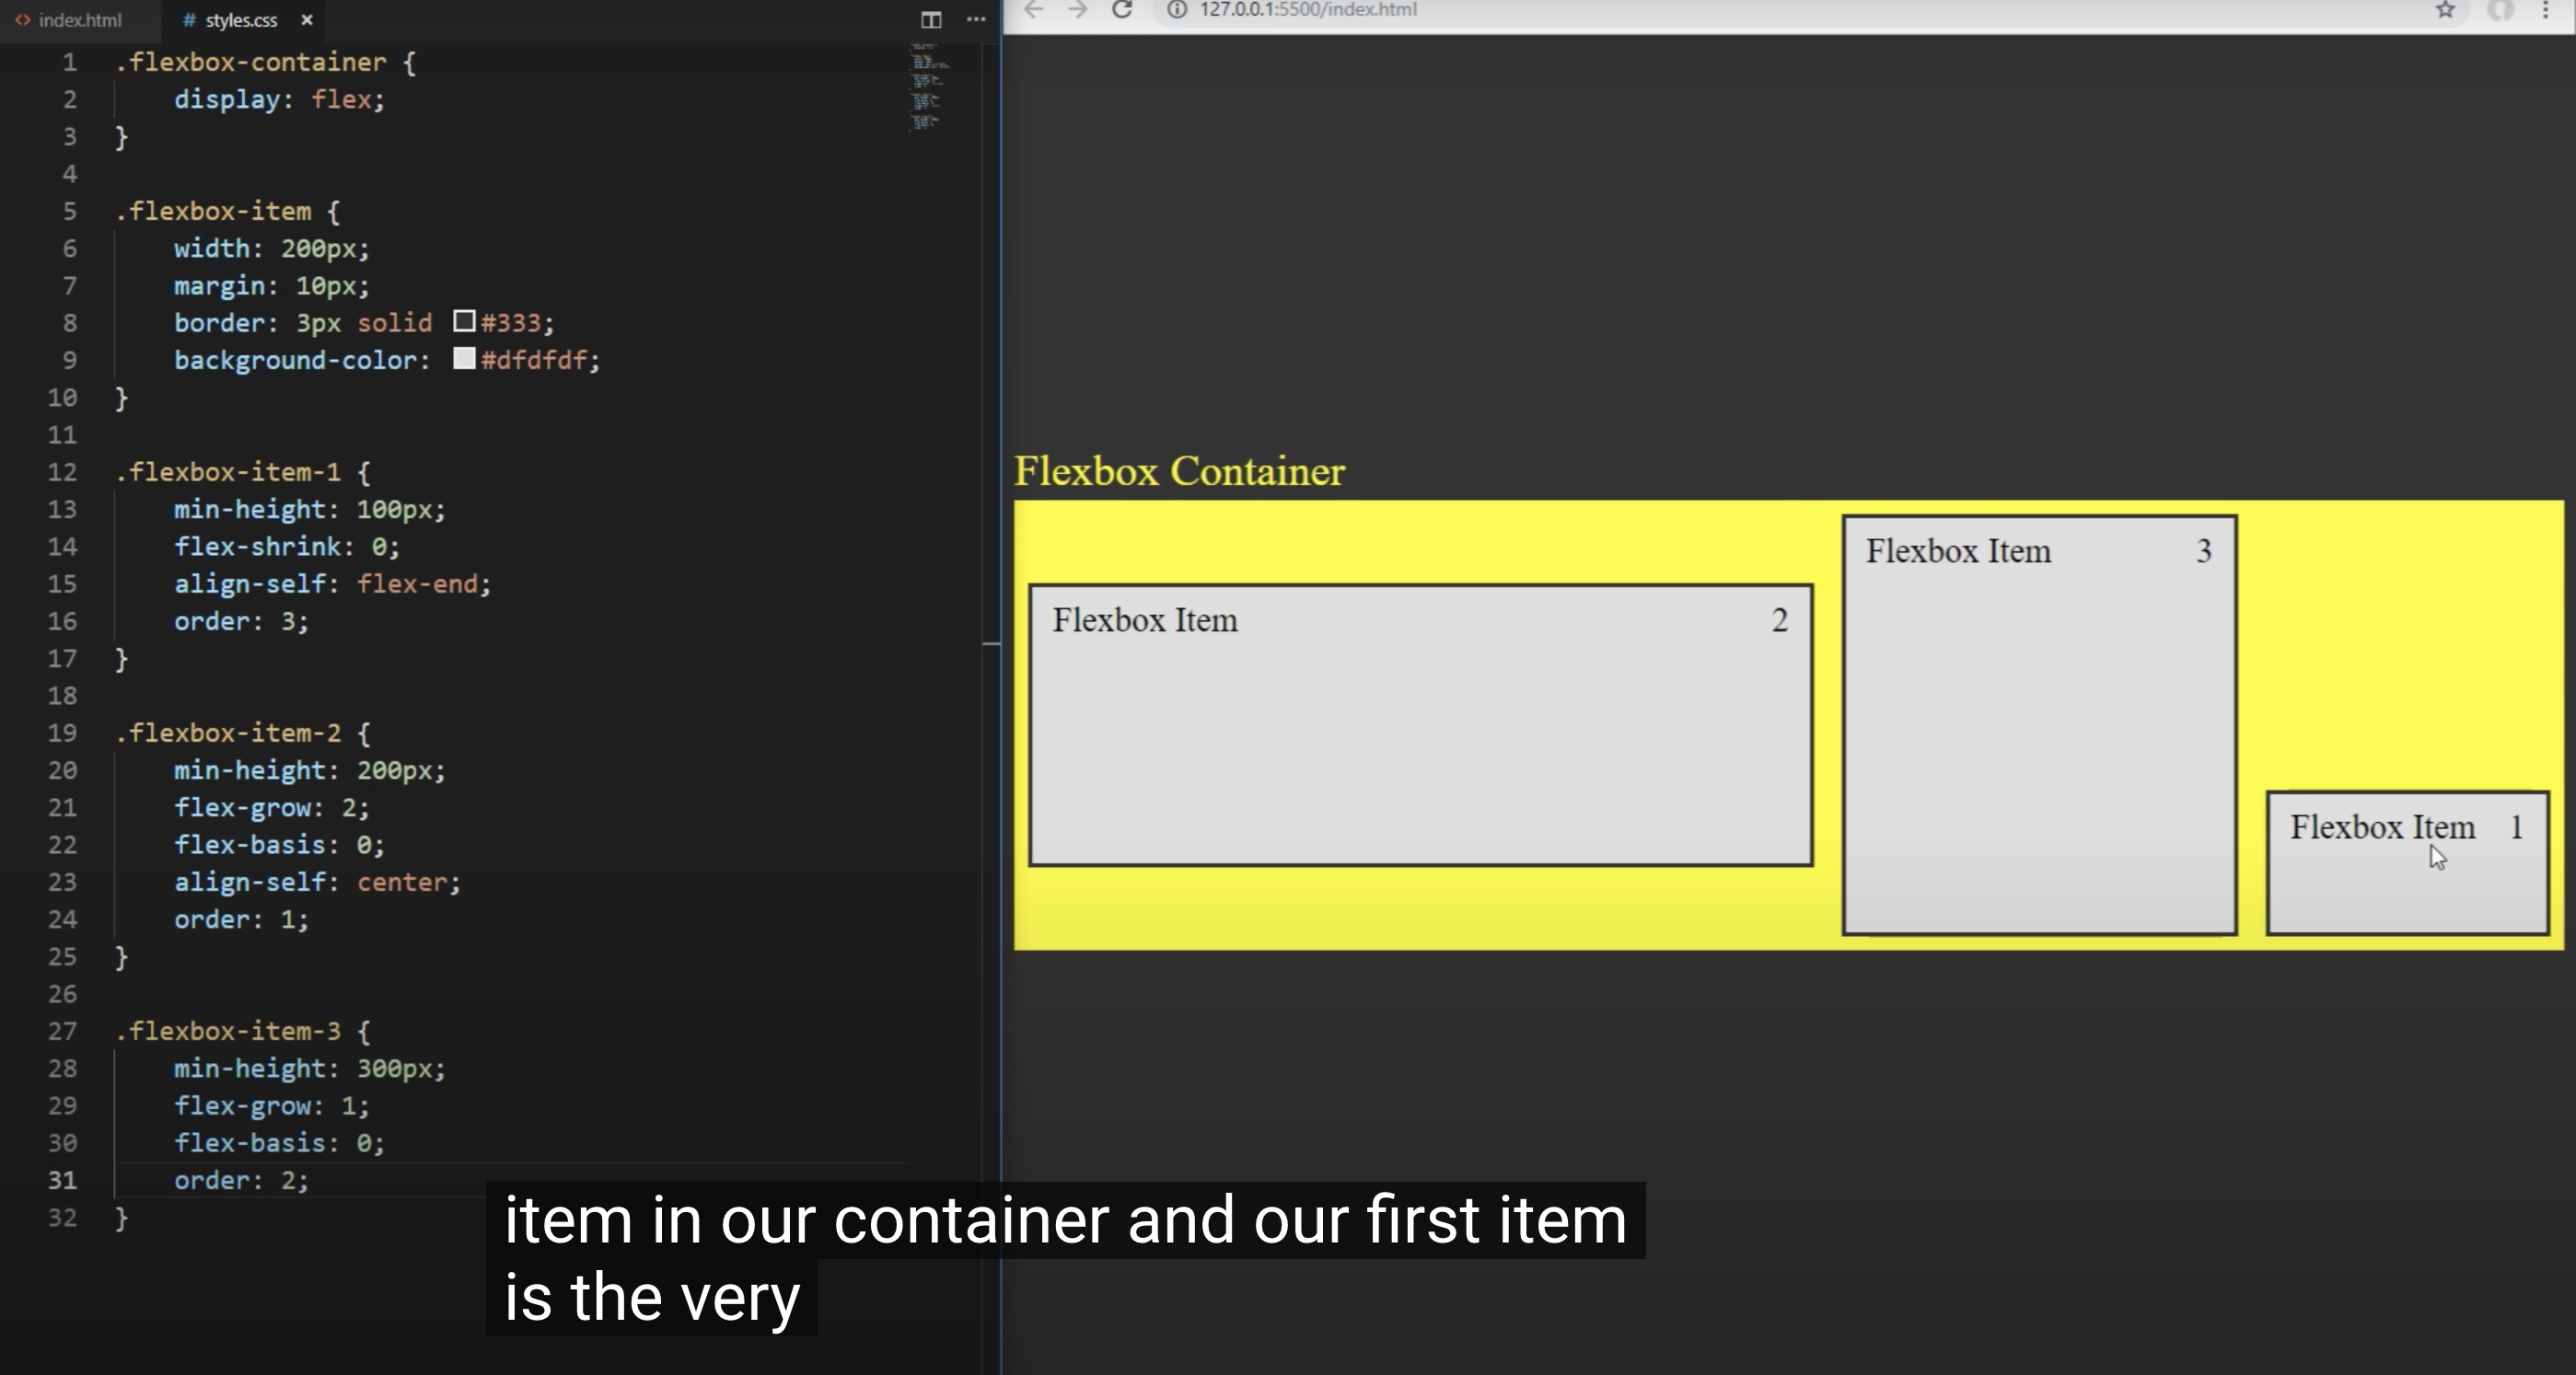 index.html
# styles.css ×
1 .flexbox-container {
2 display: flex;
3 }
4
5 .flexbox-item {
6 width: 200px;
7 margin: 10px;
8 border: 3px solid #333;
9 background-color: #dfdfdf;
10 }
11
12 .flexbox-item-1 {
13 min-height: 100px;
14 flex-shrink: 0;
15 align-self: flex-end;
16 order: 3;
17 }
18
19 .flexbox-item-2 {
20 min-height: 200px;
21 flex-grow: 2;
22 flex-basis: 0;
23 align-self: center;
24 order: 1;
25 }
26
27 .flexbox-item-3 {
28 min-height: 300px;
29 flex-grow: 1;
30 flex-basis: 0;
31 order: 2;
32 }
127.0.0.1:5500/index.html
Flexbox Container
Flexbox Item 2
Flexbox Item 3
Flexbox Item 1
item in our container and our first item
is the very